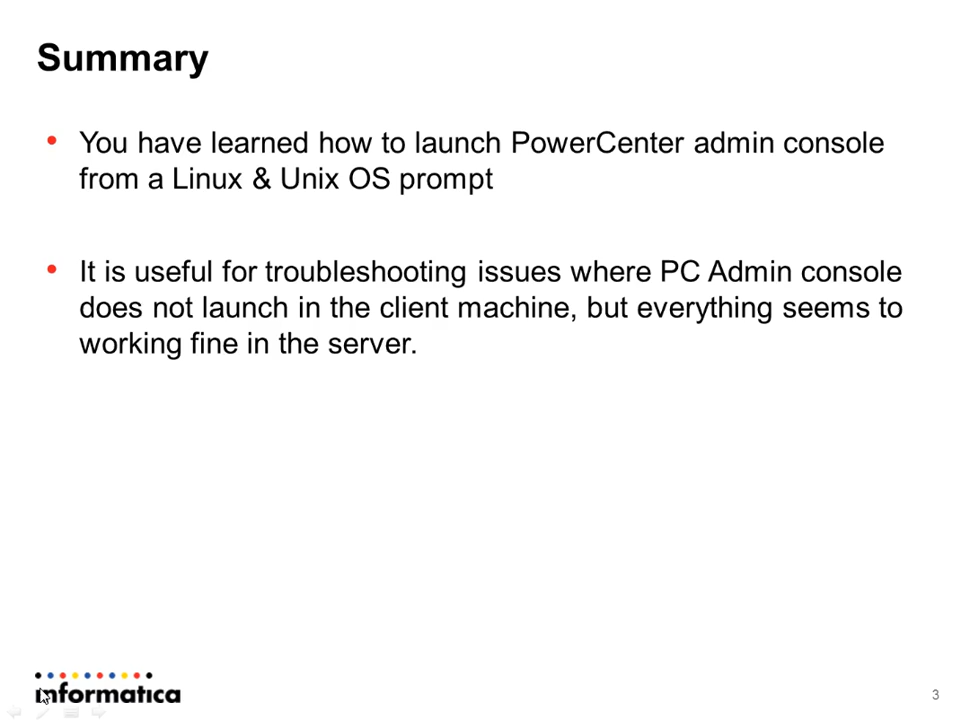 Summary
• You have learned how to launch PowerCenter admin console
from a Linux & Unix OS prompt
• It is useful for troubleshooting issues where PC Admin console
does not launch in the client machine, but everything seems to
working fine in the server.
informatica
3